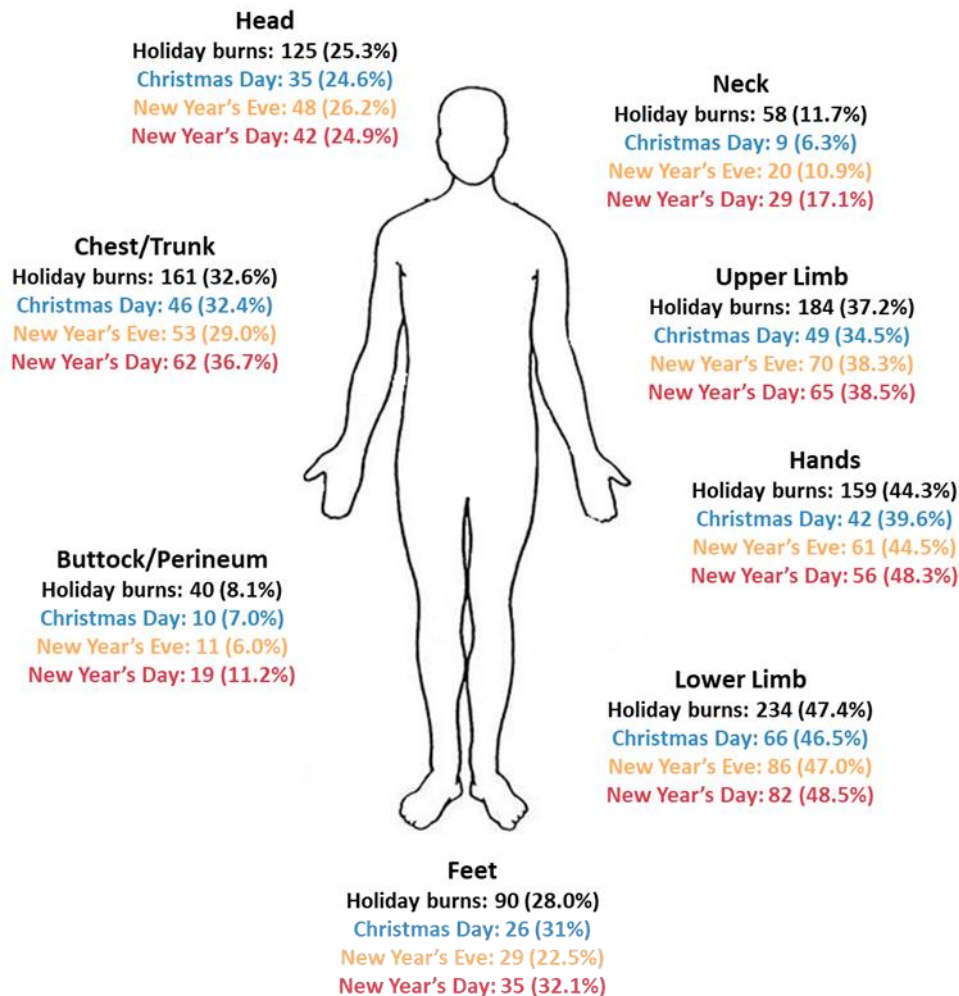 Head
Holiday burns: 125 (25.3%)
Christmas Day: 35 (24.6%)
New Year's Eve: 48 (26.2%)
New Year's Day: 42 (24.9%)
Neck
Holiday burns: 58 (11.7%)
Christmas Day: 9 (6.3%)
New Year's Eve: 20 (10.9%)
New Year's Day: 29 (17.1%)
Chest/Trunk
Holiday burns: 161 (32.6%)
Christmas Day: 46 (32.4%)
New Year's Eve: 53 (29.0%)
New Year's Day: 62 (36.7%)
Upper Limb
Holiday burns: 184 (37.2%)
Christmas Day: 49 (34.5%)
New Year's Eve: 70 (38.3%)
New Year's Day: 65 (38.5%)
Hands
Holiday burns: 159 (44.3%)
Christmas Day: 42 (39.6%)
New Year's Eve: 61 (44.5%)
New Year's Day: 56 (48.3%)
Buttock/Perineum
Holiday burns: 40 (8.1%)
Christmas Day: 10 (7.0%)
New Year's Eve: 11 (6.0%)
New Year's Day: 19 (11.2%)
Lower Limb
Holiday burns: 234 (47.4%)
Christmas Day: 66 (46.5%)
New Year's Eve: 86 (47.0%)
New Year's Day: 82 (48.5%)
Feet
Holiday burns: 90 (28.0%)
Christmas Day: 26 (31%)
New Year's Eve: 29 (22.5%)
New Year's Day: 35 (32.1%)